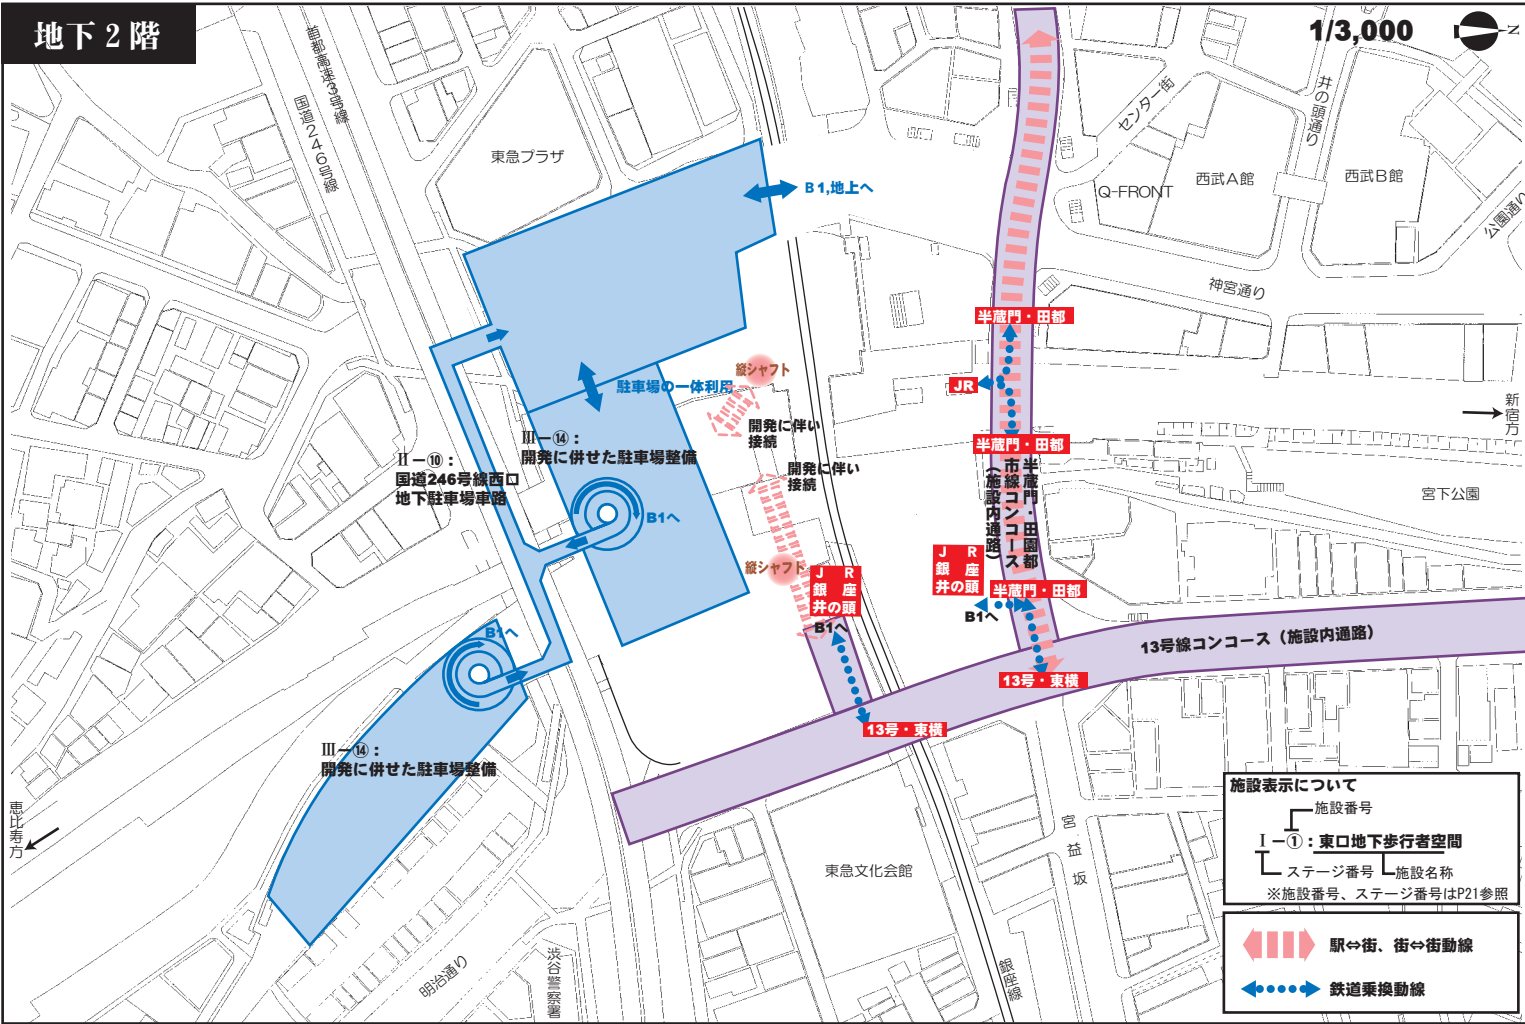 地下2階
1/3,000
N
首都高速3号線
国道246号線
東急プラザ
センター街
井の頭通り
西武A館
西武B館
Q-FRONT
公園通り
B1,地上へ
神宮通り
半蔵門・田都
縦シャフト
駐車場の一体利用
JR
新宿方
開発に伴い
接続
Ⅲ－⑭：
開発に併せた駐車場整備
半蔵門・田都
Ⅱ－⑩：
国道246号線西口
地下駐車場車路
開発に伴い
接続
半蔵門・田園都
市線コンコース
(施設内通路)
宮下公園
B1へ
縦シャフト
JR
銀座
井の頭
B1へ
JR
銀座
井の頭
半蔵門・田都
B1へ
B1へ
13号線コンコース（施設内通路）
13号・東横
13号・東横
Ⅲ－⑭：
開発に併せた駐車場整備
恵比寿方
東急文化会館
宮益坂
明治通り
渋谷警察署
銀座線
施設表示について
施設番号
Ⅰ－①：東口地下歩行者空間
ステージ番号
施設名称
※施設番号、ステージ番号はP21参照
駅⇔街、街⇔街動線
鉄道乗換動線